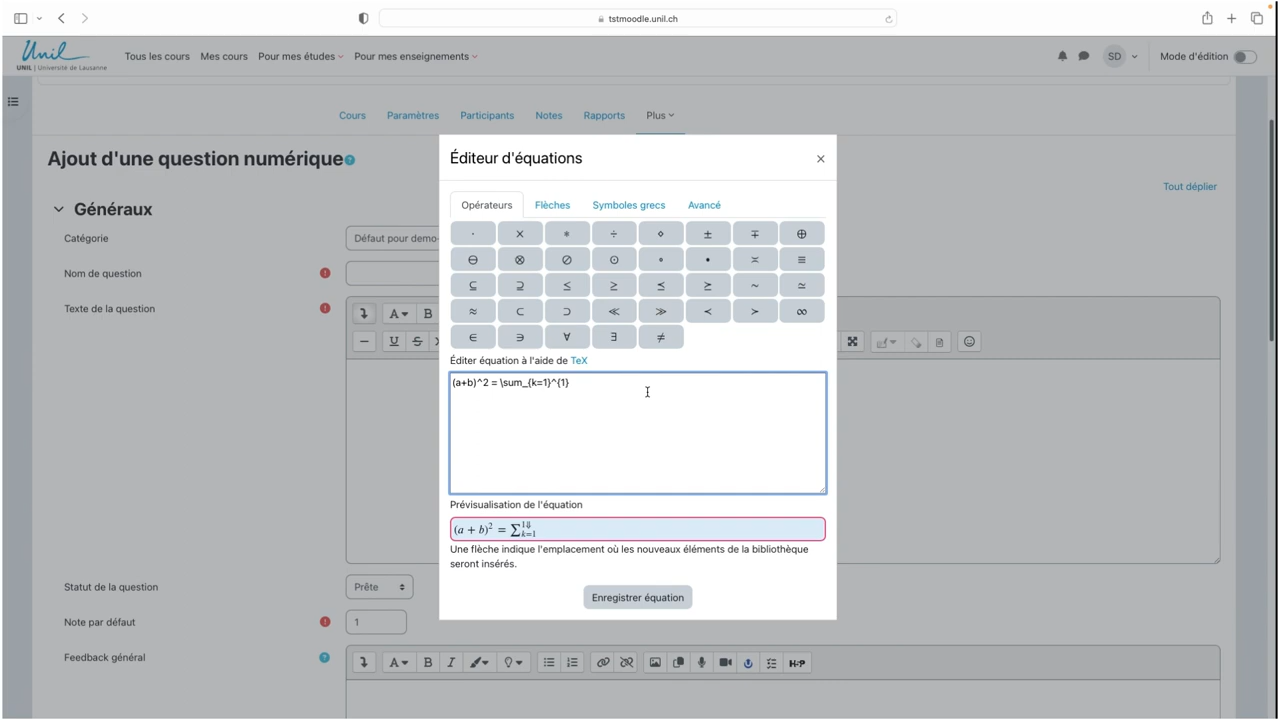 tstmoodle.unil.ch
Unil
UNIL | Université de Lausanne
Tous les cours Mes cours Pour mes études Pour mes enseignements SD Mode d'édition
Cours Paramètres Participants Notes Rapports Plus
Ajout d'une question numérique
Tout déplier
Généraux
Catégorie Défaut pour demo-
Nom de question
Texte de la question
A B
U S
Statut de la question Prête
Note par défaut 1
Feedback général
A B I H-P
Éditeur d'équations
Opérateurs Flèches Symboles grecs Avancé
· × ∗ ÷ ⋄ ± ∓ ⊕
⊖ ⊗ ⊘ ⊙ ∘ • ≍ ≡
⊆ ⊇ ≤ ≥ ⪯ ⪰ ∼ ≃
≈ ⊂ ⊃ ≪ ≫ ≺ ≻ ∞
∈ ∋ ∀ ∃ ≠
Éditer équation à l'aide de TeX
(a+b)^2 = \sum_{k=1}^{1}
Prévisualisation de l'équation
(a + b)² = ∑ₖ₌₁¹⇓
Une flèche indique l'emplacement où les nouveaux éléments de la bibliothèque
seront insérés.
Enregistrer équation